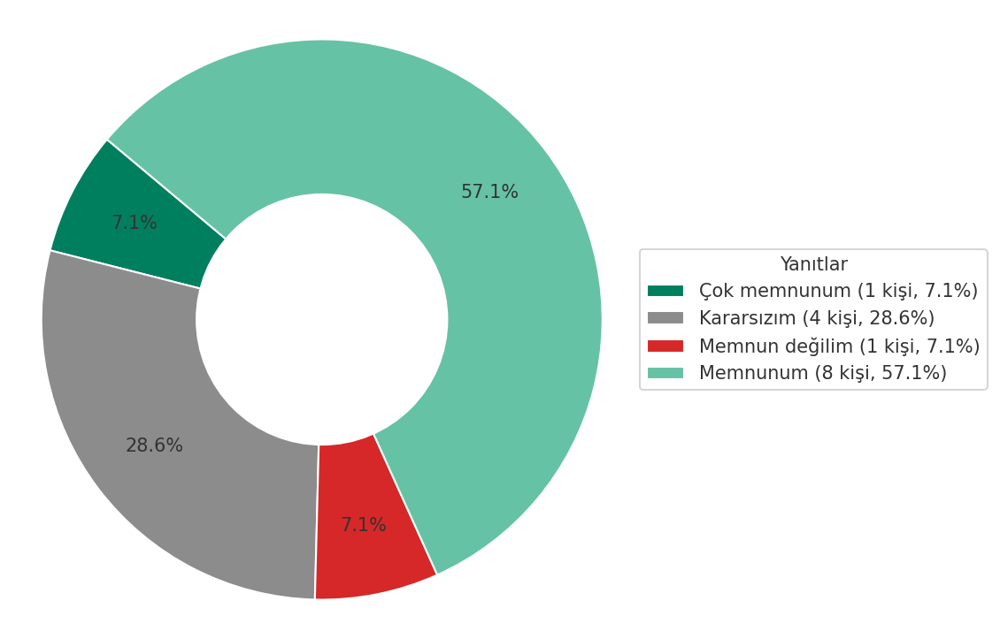 57.1%
7.1%
28.6%
7.1%
Yanıtlar
Çok memnunum (1 kişi, 7.1%)
Kararsızım (4 kişi, 28.6%)
Memnun değilim (1 kişi, 7.1%)
Memnunum (8 kişi, 57.1%)